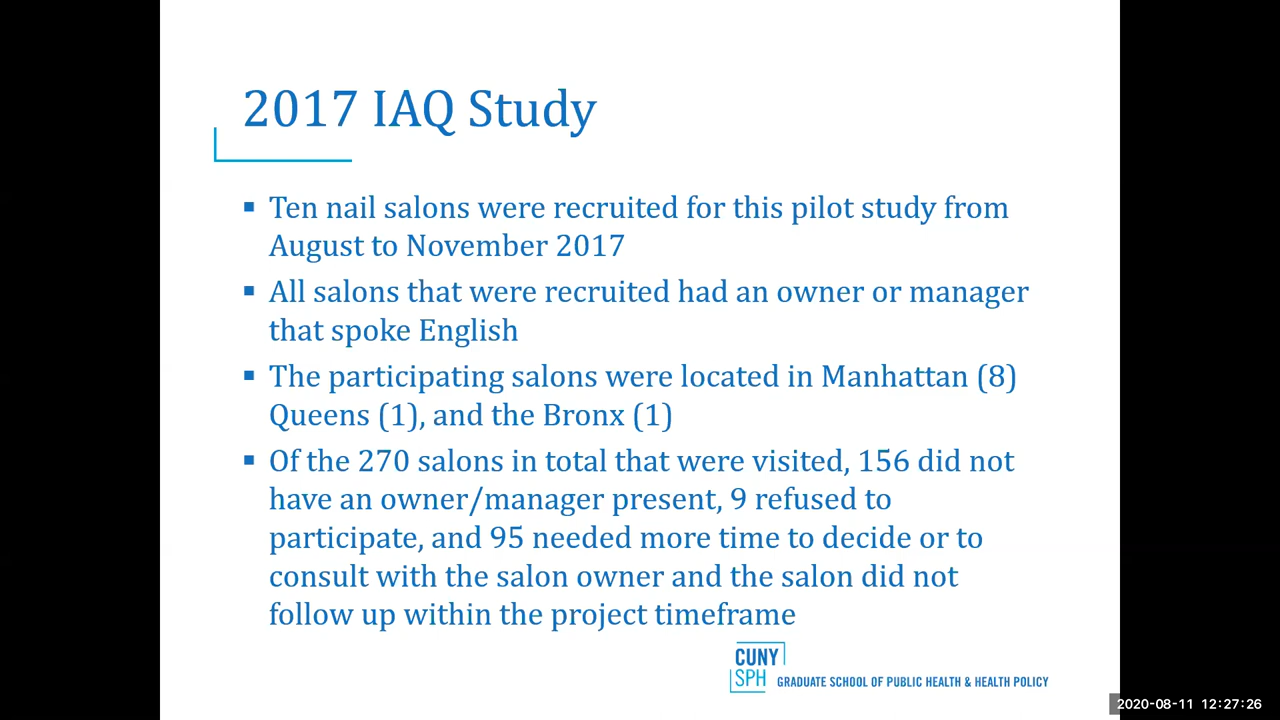 2017 IAQ Study
▪ Ten nail salons were recruited for this pilot study from
August to November 2017
▪ All salons that were recruited had an owner or manager
that spoke English
▪ The participating salons were located in Manhattan (8)
Queens (1), and the Bronx (1)
▪ Of the 270 salons in total that were visited, 156 did not
have an owner/manager present, 9 refused to
participate, and 95 needed more time to decide or to
consult with the salon owner and the salon did not
follow up within the project timeframe
CUNY
SPH GRADUATE SCHOOL OF PUBLIC HEALTH & HEALTH POLICY
2020-08-11 12:27:26